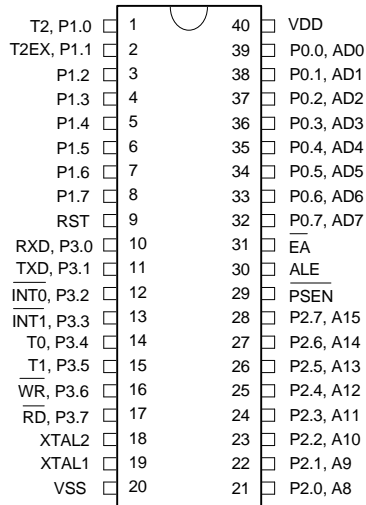 T2, P1.0 1 40 VDD
T2EX, P1.1 2 39 P0.0, AD0
P1.2 3 38 P0.1, AD1
P1.3 4 37 P0.2, AD2
P1.4 5 36 P0.3, AD3
P1.5 6 35 P0.4, AD4
P1.6 7 34 P0.5, AD5
P1.7 8 33 P0.6, AD6
RST 9 32 P0.7, AD7
RXD, P3.0 10 31 EA
TXD, P3.1 11 30 ALE
INT0, P3.2 12 29 PSEN
INT1, P3.3 13 28 P2.7, A15
T0, P3.4 14 27 P2.6, A14
T1, P3.5 15 26 P2.5, A13
WR, P3.6 16 25 P2.4, A12
RD, P3.7 17 24 P2.3, A11
XTAL2 18 23 P2.2, A10
XTAL1 19 22 P2.1, A9
VSS 20 21 P2.0, A8